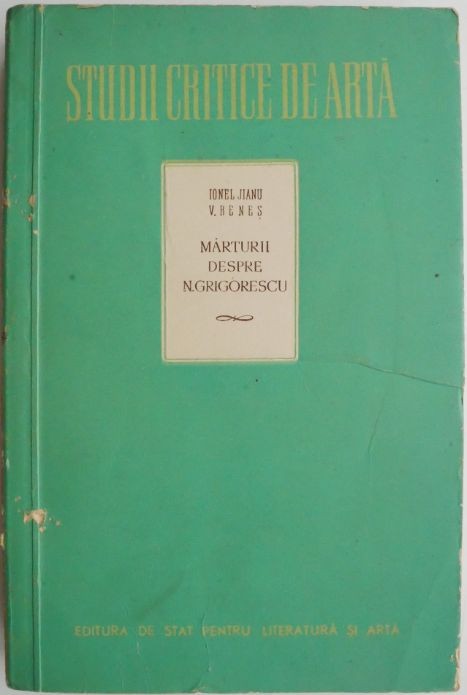 STUDII CRITICE DE ARTĂ
IONEL JIANU
V. BENEȘ
MĂRTURII
DESPRE
N.GRIGORESCU
EDITURA DE STAT PENTRU LITERATURĂ ȘI ARTĂ